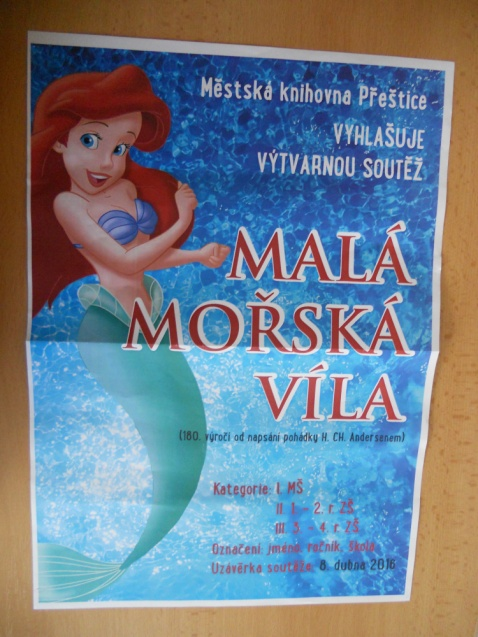 Městská knihovna Přeštice
VYHLAŠUJE
VÝTVARNOU SOUTĚŽ
MALÁ
MOŘSKÁ
VÍLA
(180. výročí od napsání pohádky H. CH. Andersenem)
Kategorie: I. MŠ
II. 1. - 2. r. ZŠ
III. 3. - 4. r. ZŠ
Označení: jméno, ročník, škola
Uzávěrka soutěže: 8. dubna 2016